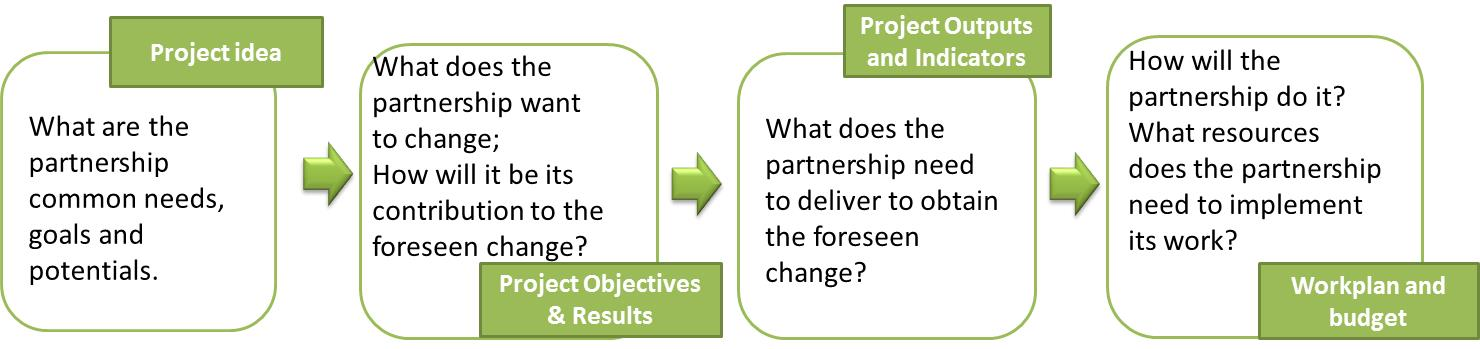 Project idea
What are the
partnership
common needs,
goals and
potentials.
What does the
partnership want
to change;
How will it be its
contribution to the
foreseen change?
Project Objectives
& Results
Project Outputs
and Indicators
What does the
partnership need
to deliver to obtain
the foreseen
change?
How will the
partnership do it?
What resources
does the partnership
need to implement
its work?
Workplan and
budget